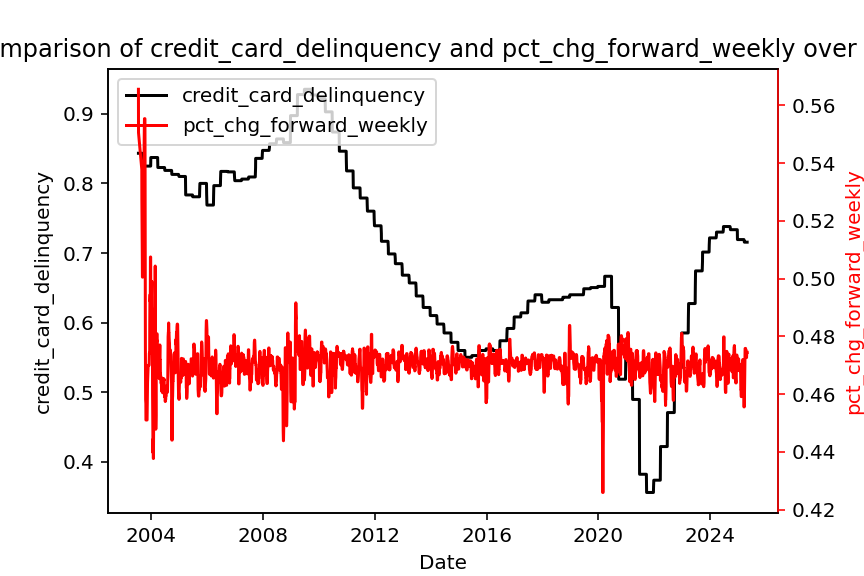 mparison of credit_card_delinquency and pct_chg_forward_weekly over
credit_card_delinquency
pct_chg_forward_weekly
0.9
0.8
0.7
0.6
0.5
0.4
credit_card_delinquency
0.56
0.54
0.52
0.50
0.48
0.46
0.44
0.42
pct_chg_forward_weekly
2004 2008 2012 2016 2020 2024
Date